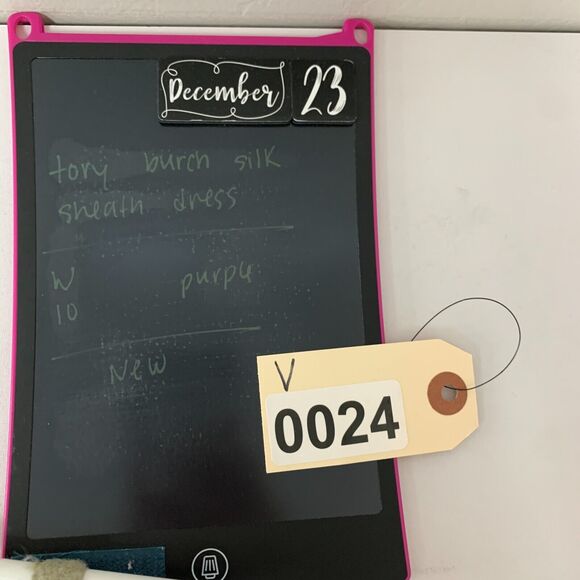 December 23
tory burch silk
sheath dress
W purple
10
New
V
0024